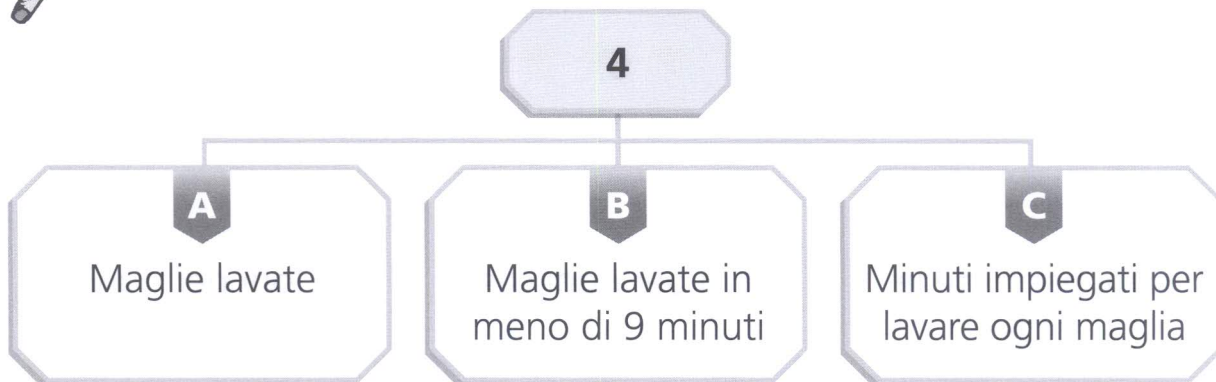 4
A
Maglie lavate
B
Maglie lavate in
meno di 9 minuti
C
Minuti impiegati per
lavare ogni maglia